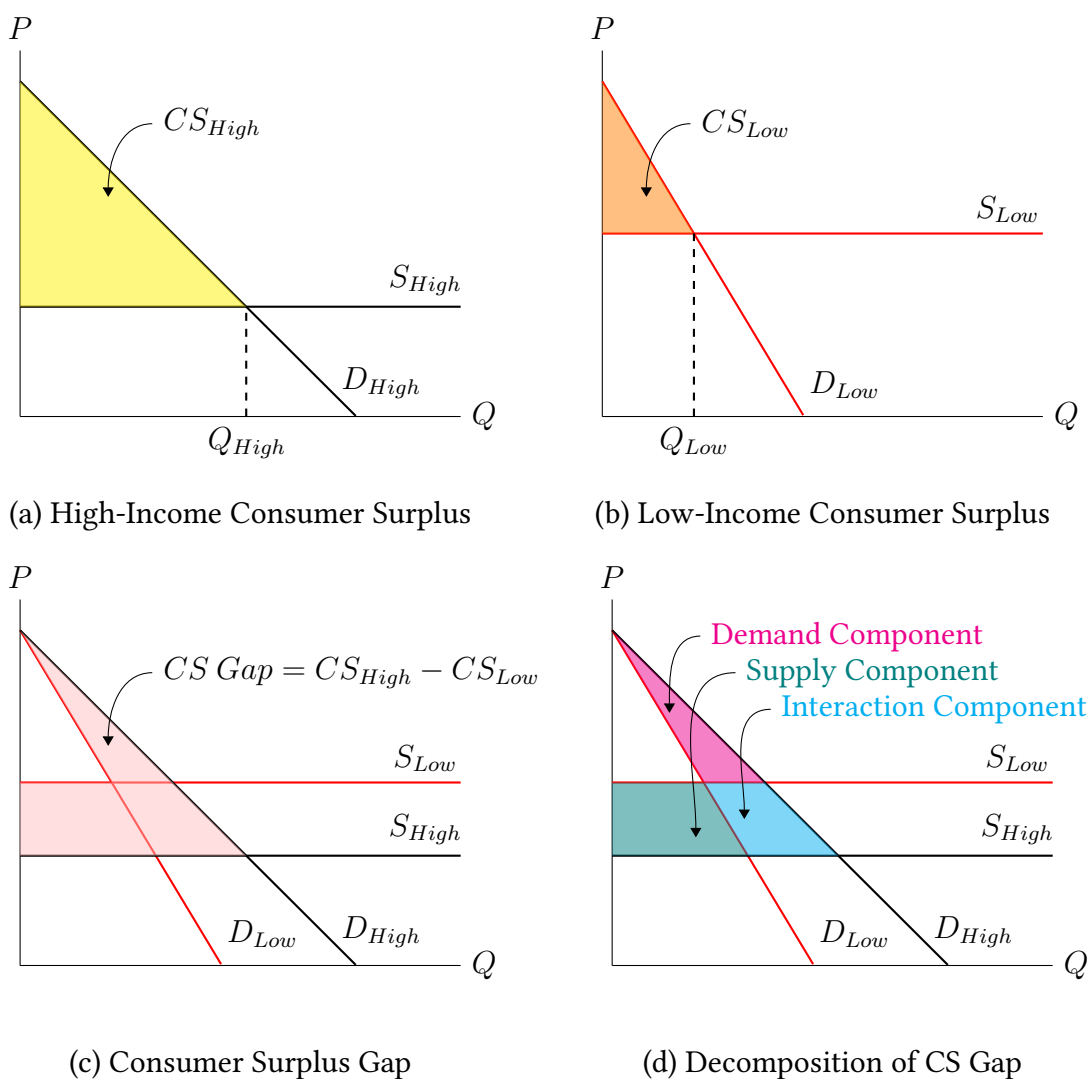 P
CS_High
S_High
D_High
Q
Q_High
(a) High-Income Consumer Surplus
P
CS_Low
S_Low
D_Low
Q
Q_Low
(b) Low-Income Consumer Surplus
P
CS Gap = CS_High − CS_Low
S_Low
S_High
D_Low
D_High
Q
(c) Consumer Surplus Gap
P
Demand Component
Supply Component
Interaction Component
S_Low
S_High
D_Low
D_High
Q
(d) Decomposition of CS Gap